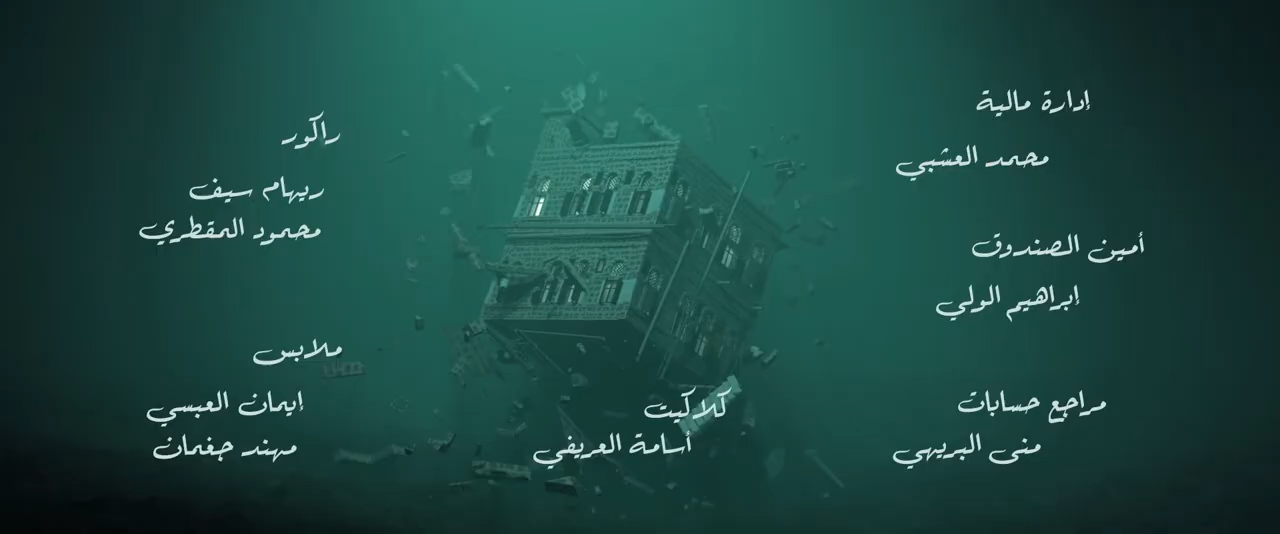 إدارة مالية
محمد العشبي
أمين الصندوق
إبراهيم الولي
مراجع حسابات
منى البريهي
كلاكيت
أسامة العريفي
راكور
ريهام سيف
محمود المقطري
ملابس
إيمان العبسي
مهند جغمان